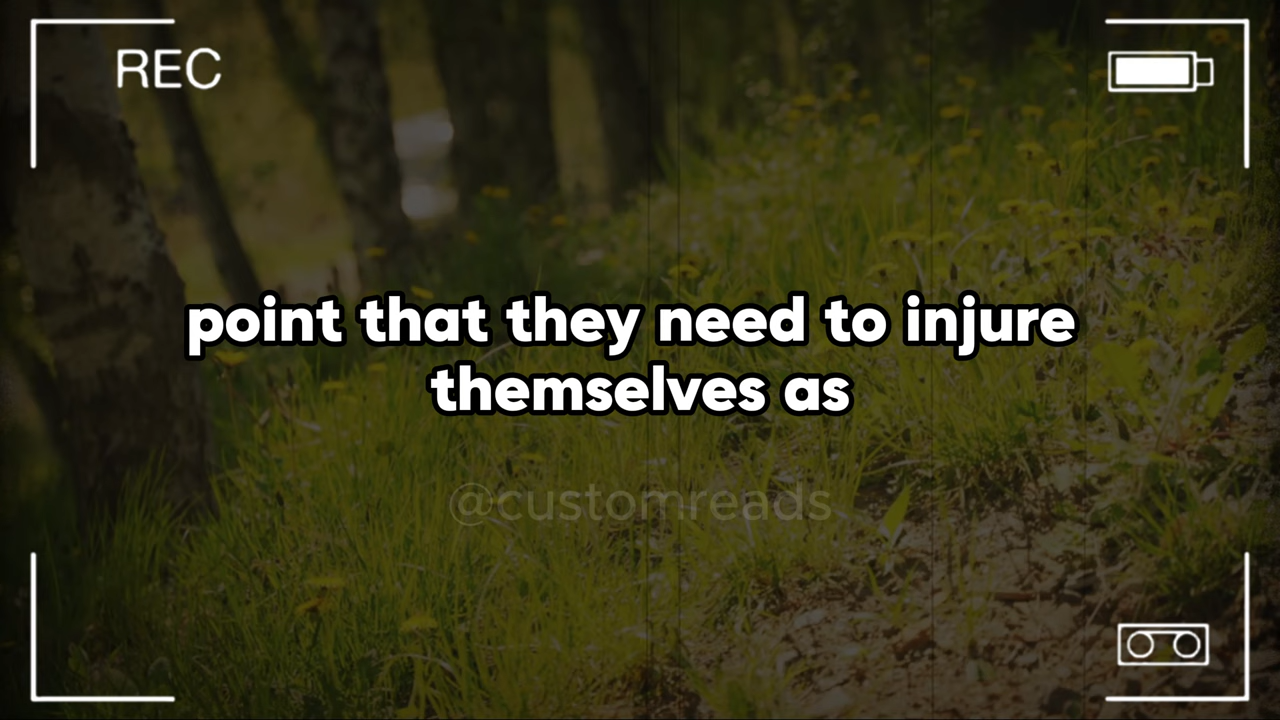 REC
point that they need to injure
themselves as
@customreads